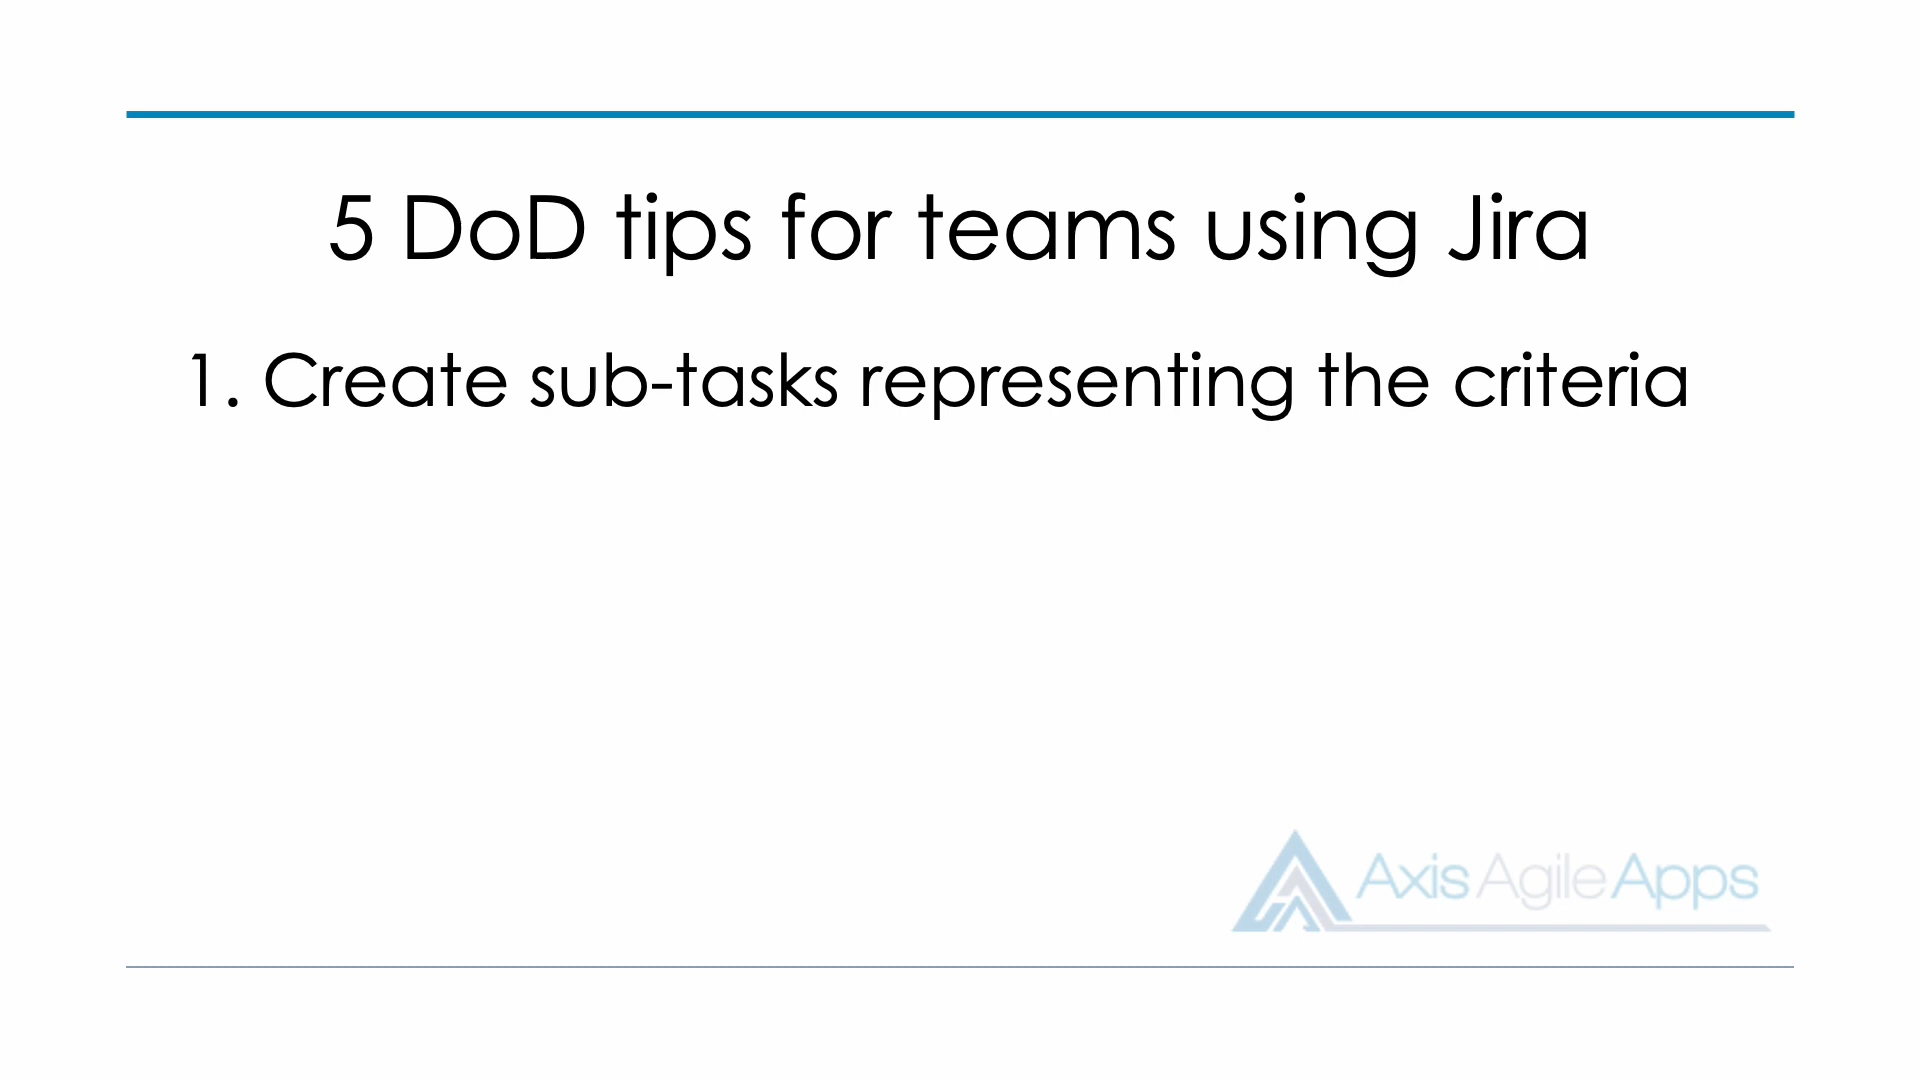 5 DoD tips for teams using Jira
1. Create sub-tasks representing the criteria
Axis Agile Apps